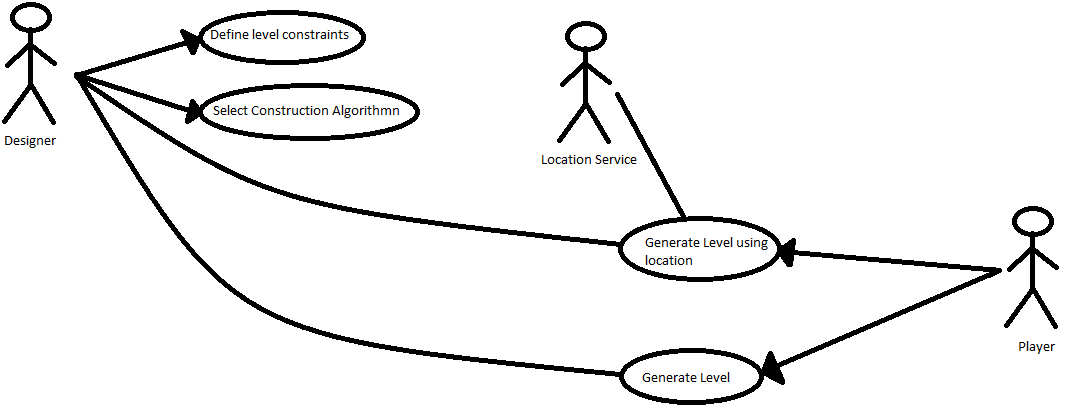 Define level constraints
Select Construction Algorithmn
Designer
Location Service
Generate Level using
location
Player
Generate Level